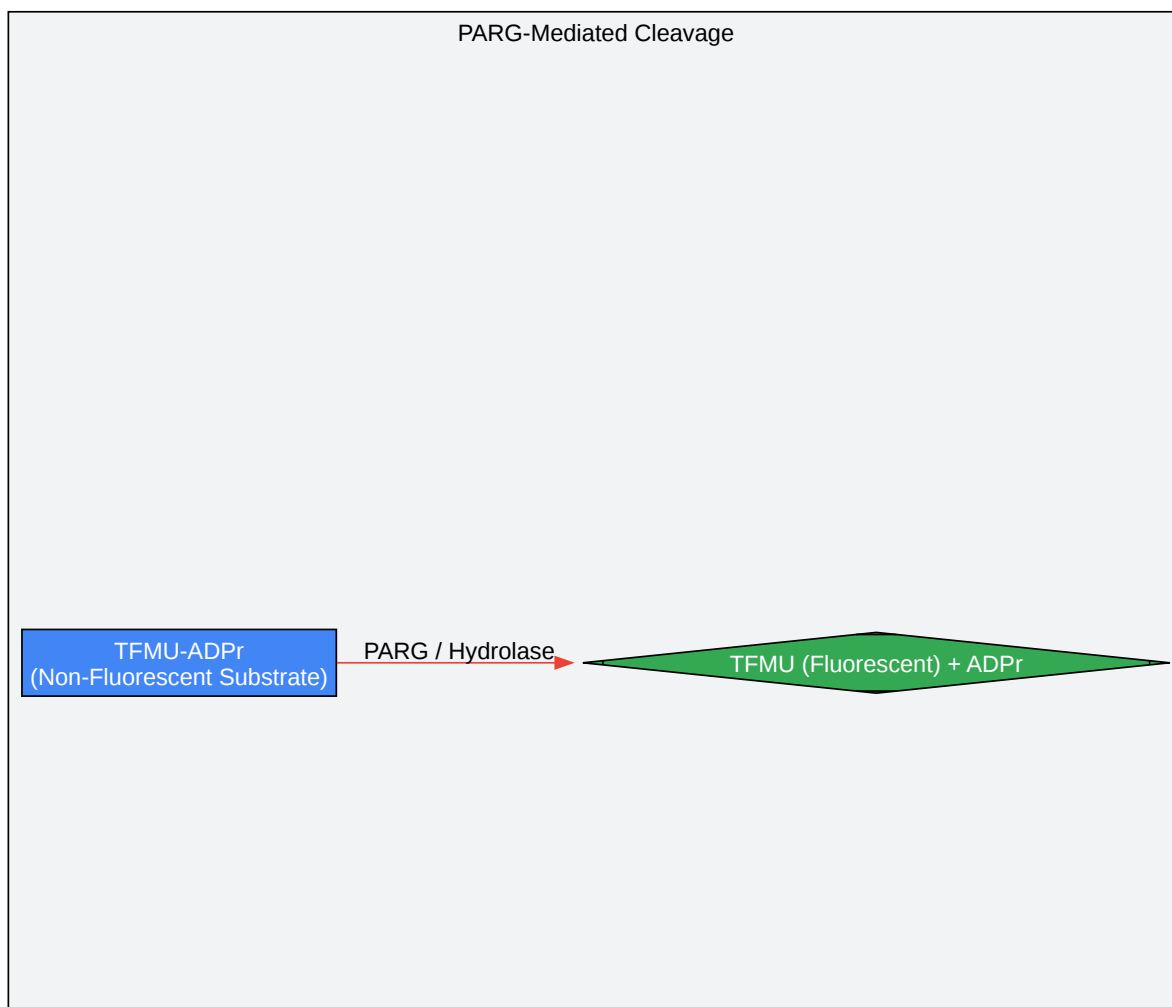 PARG-Mediated Cleavage
TFMU-ADPr
(Non-Fluorescent Substrate)
PARG / Hydrolase
TFMU (Fluorescent) + ADPr